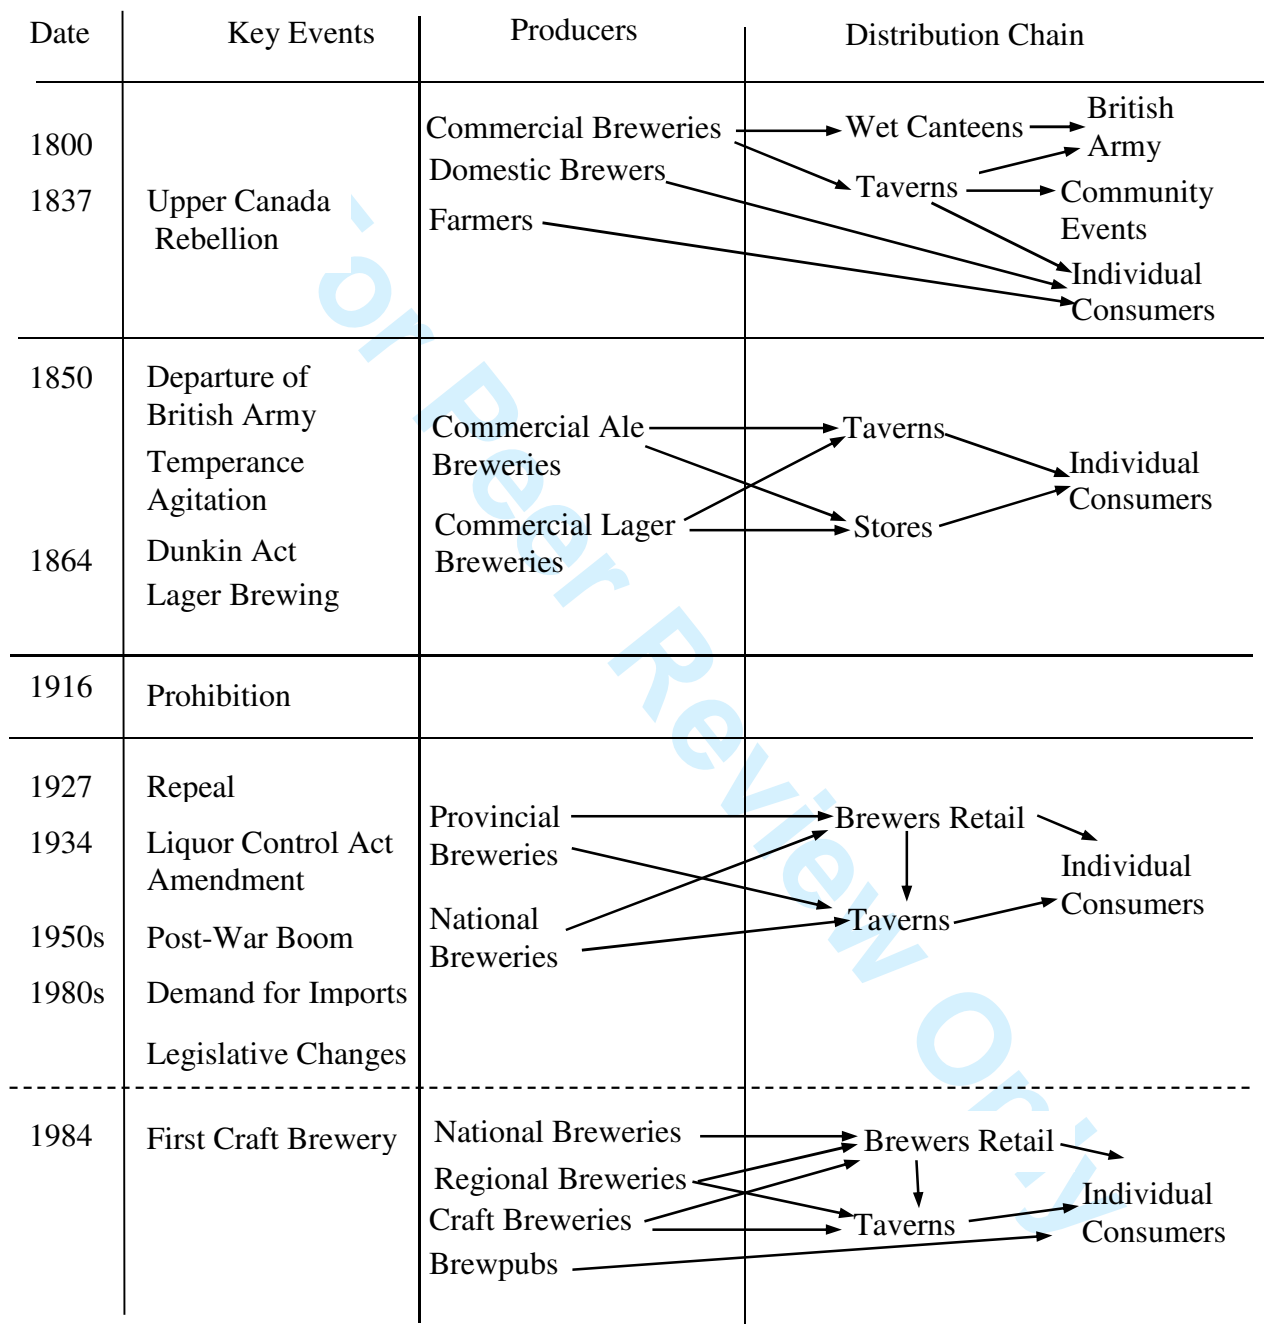 Date Key Events Producers Distribution Chain
1800
1837 Upper Canada
Rebellion
Commercial Breweries
Domestic Brewers
Farmers
Wet Canteens
Taverns
British
Army
Community
Events
Individual
Consumers
1850 Departure of
British Army
Temperance
Agitation
1864 Dunkin Act
Lager Brewing
Commercial Ale
Breweries
Commercial Lager
Breweries
Taverns
Stores
Individual
Consumers
1916 Prohibition
1927 Repeal
1934 Liquor Control Act
Amendment
1950s Post-War Boom
1980s Demand for Imports
Legislative Changes
Provincial
Breweries
National
Breweries
Brewers Retail
Taverns
Individual
Consumers
1984 First Craft Brewery
National Breweries
Regional Breweries
Craft Breweries
Brewpubs
Brewers Retail
Taverns
Individual
Consumers
For Peer Review Only